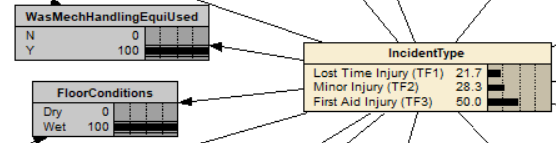 WasMechHandlingEquiUsed
N 0
Y 100
IncidentType
Lost Time Injury (TF1) 21.7
Minor Injury (TF2) 28.3
First Aid Injury (TF3) 50.0
FloorConditions
Dry 0
Wet 100